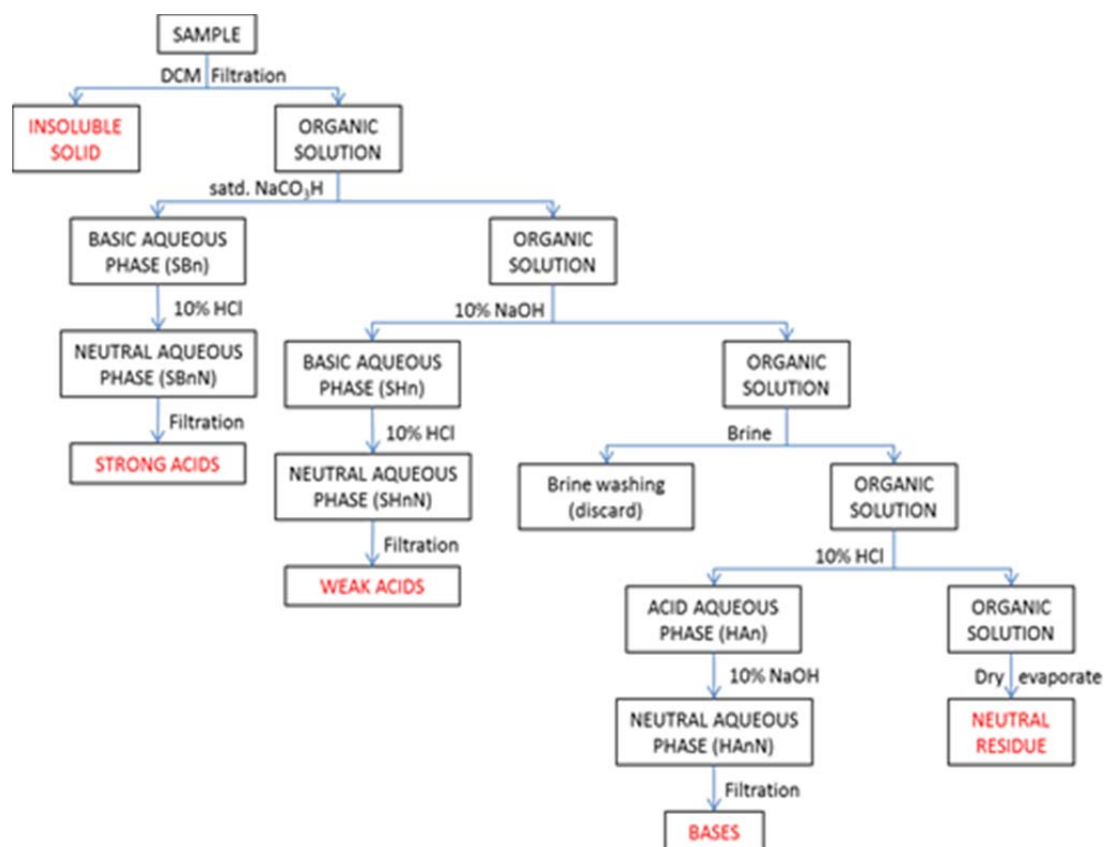 SAMPLE
DCM Filtration
INSOLUBLE
SOLID
ORGANIC
SOLUTION
satd. NaCO₃H
BASIC AQUEOUS
PHASE (SBn)
ORGANIC
SOLUTION
10% HCl
10% NaOH
NEUTRAL AQUEOUS
PHASE (SBnN)
BASIC AQUEOUS
PHASE (SHn)
ORGANIC
SOLUTION
Filtration
10% HCl
Brine
STRONG ACIDS
NEUTRAL AQUEOUS
PHASE (SHnN)
Brine washing
(discard)
ORGANIC
SOLUTION
Filtration
10% HCl
WEAK ACIDS
ACID AQUEOUS
PHASE (HAn)
ORGANIC
SOLUTION
10% NaOH
Dry evaporate
NEUTRAL AQUEOUS
PHASE (HAnN)
NEUTRAL
RESIDUE
Filtration
BASES